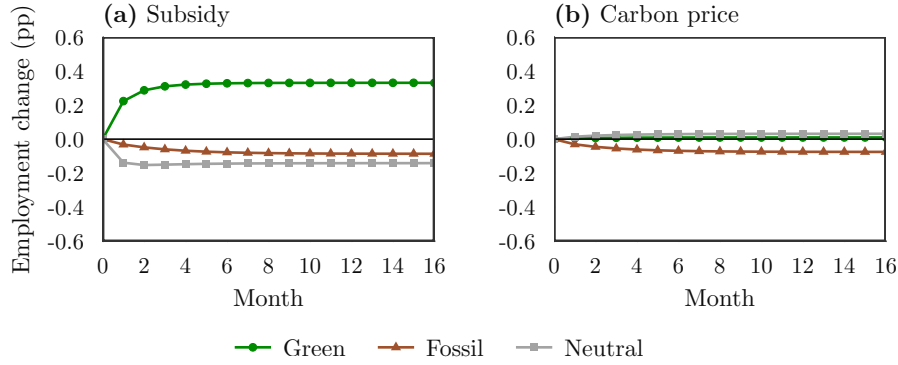 (a) Subsidy
(b) Carbon price
Employment change (pp)
0.6
0.4
0.2
0.0
-0.2
-0.4
-0.6
0 2 4 6 8 10 12 14 16
Month
0.6
0.4
0.2
0.0
-0.2
-0.4
-0.6
0 2 4 6 8 10 12 14 16
Month
Green Fossil Neutral